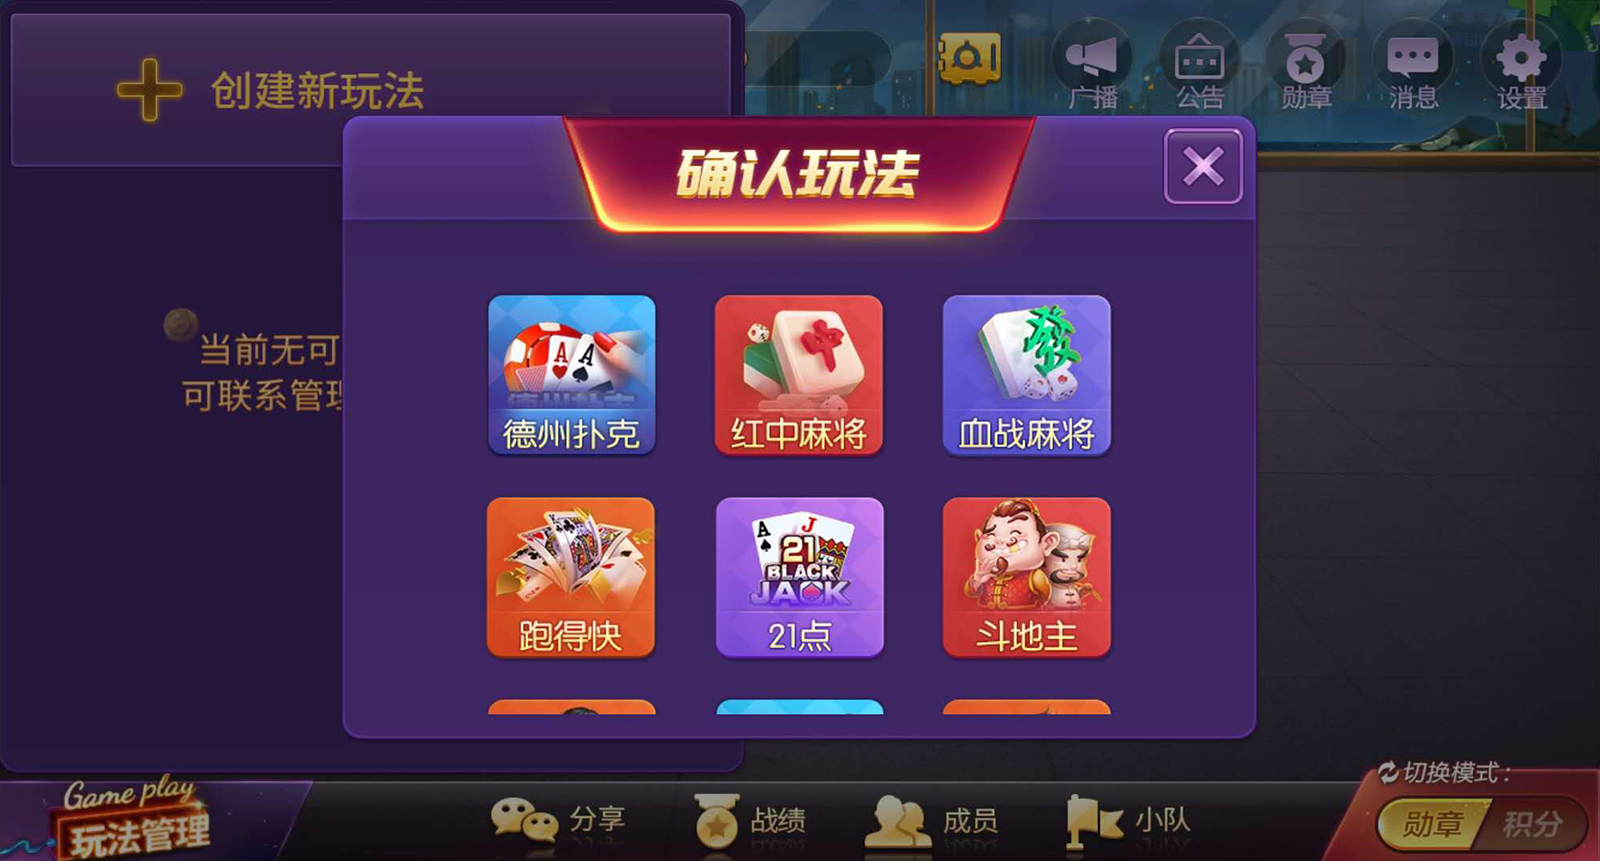 创建新玩法
广播
公告
勋章
消息
设置
确认玩法
当前无可
可联系管理
德州扑克
红中麻将
發
血战麻将
跑得快
A
J
21
BLACK
JACK
21点
斗地主
切换模式：
Game play
玩法管理
分享
战绩
成员
小队
勋章
积分